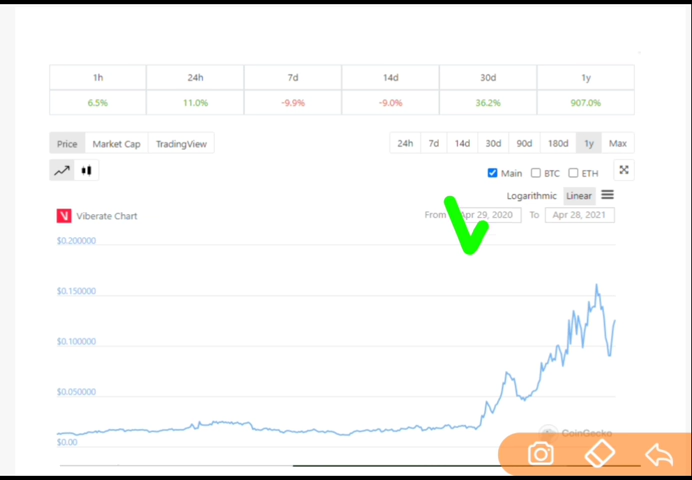 1h 24h 7d 14d 30d 1y
6.5% 11.0% -9.9% -9.0% 36.2% 907.0%
Price Market Cap TradingView 24h 7d 14d 30d 90d 180d 1y Max
Main BTC ETH
Logarithmic Linear
Viberate Chart From Apr 29, 2020 To Apr 28, 2021
$0.200000
$0.150000
$0.100000
$0.050000
CoinGecko
$0.00